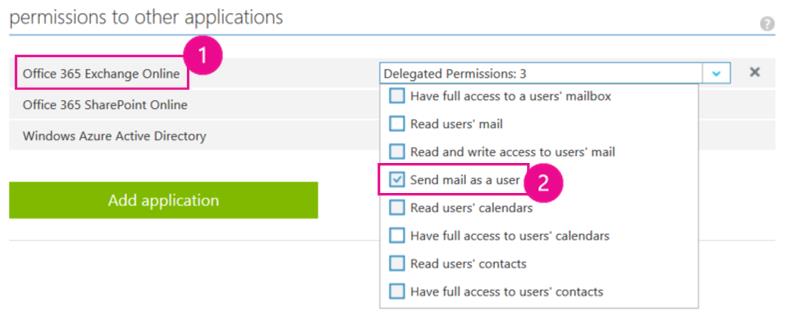 permissions to other applications
?
1
Office 365 Exchange Online
Delegated Permissions: 3
Office 365 SharePoint Online
Windows Azure Active Directory
Have full access to a users' mailbox
Read users' mail
Read and write access to users' mail
Send mail as a user
2
Read users' calendars
Have full access to users' calendars
Read users' contacts
Have full access to users' contacts
Add application